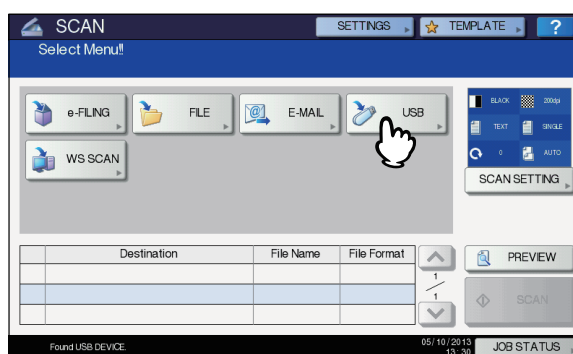 SCAN
SETTINGS
TEMPLATE
?
Select Menu!!
e-FILING
FILE
E-MAIL
USB
WS SCAN
BLACK
200dpi
TEXT
SINGLE
0
AUTO
SCAN SETTING
Destination File Name File Format
1
1
PREVIEW
SCAN
Found USB DEVICE.
05/10/2013
13:30
JOB STATUS